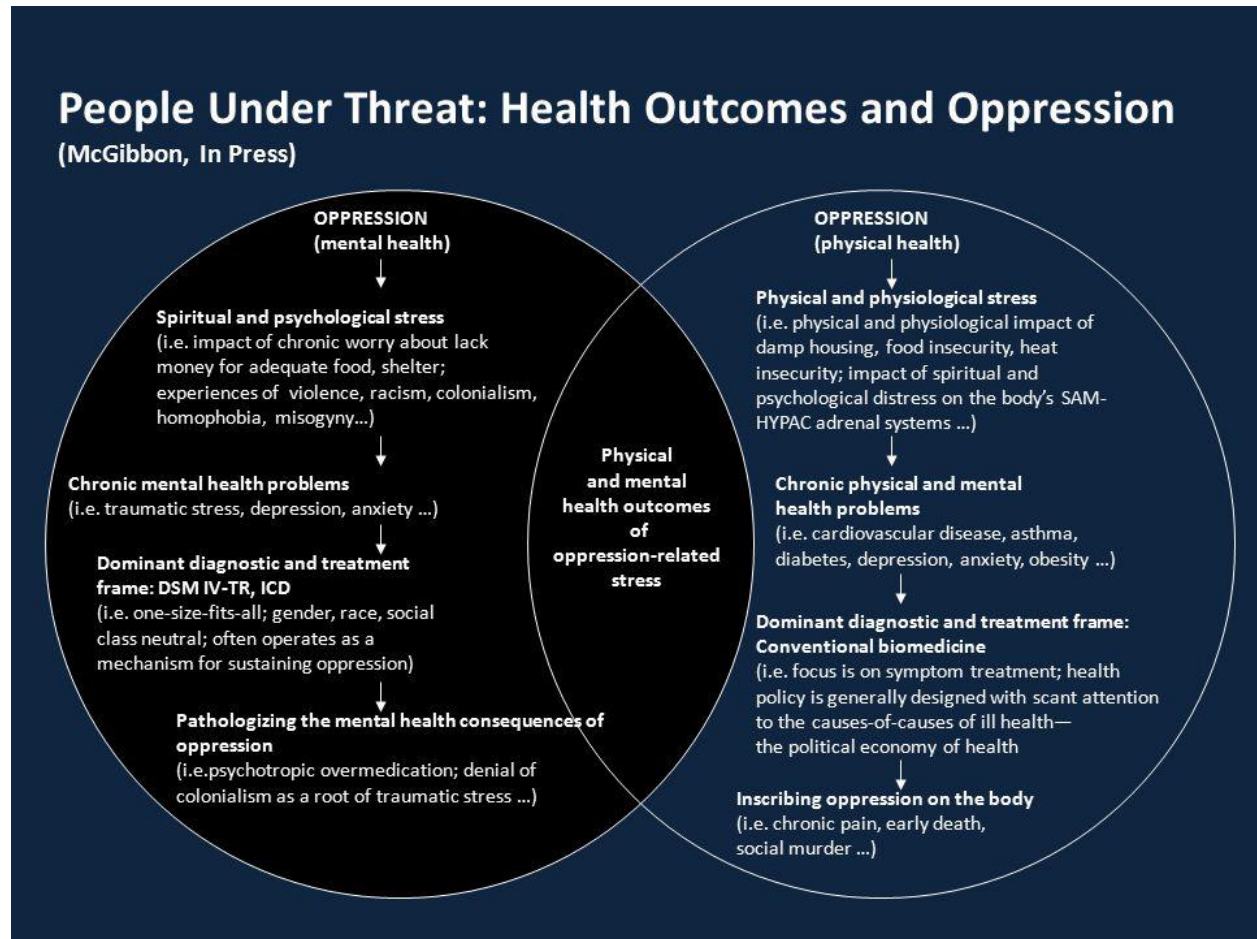 People Under Threat: Health Outcomes and Oppression
(McGibbon, In Press)
OPPRESSION
(mental health)
Spiritual and psychological stress
(i.e. impact of chronic worry about lack
money for adequate food, shelter;
experiences of violence, racism, colonialism,
homophobia, misogyny…)
Chronic mental health problems
(i.e. traumatic stress, depression, anxiety …)
Dominant diagnostic and treatment
frame: DSM IV-TR, ICD
(i.e. one-size-fits-all; gender, race, social
class neutral; often operates as a
mechanism for sustaining oppression)
Pathologizing the mental health consequences of
oppression
(i.e.psychotropic overmedication; denial of
colonialism as a root of traumatic stress …)
Physical
and mental
health outcomes
of
oppression-related
stress
OPPRESSION
(physical health)
Physical and physiological stress
(i.e. physical and physiological impact of
damp housing, food insecurity, heat
insecurity; impact of spiritual and
psychological distress on the body’s SAM-
HYPAC adrenal systems …)
Chronic physical and mental
health problems
(i.e. cardiovascular disease, asthma,
diabetes, depression, anxiety, obesity …)
Dominant diagnostic and treatment frame:
Conventional biomedicine
(i.e. focus is on symptom treatment; health
policy is generally designed with scant attention
to the causes-of-causes of ill health—
the political economy of health
Inscribing oppression on the body
(i.e. chronic pain, early death,
social murder …)